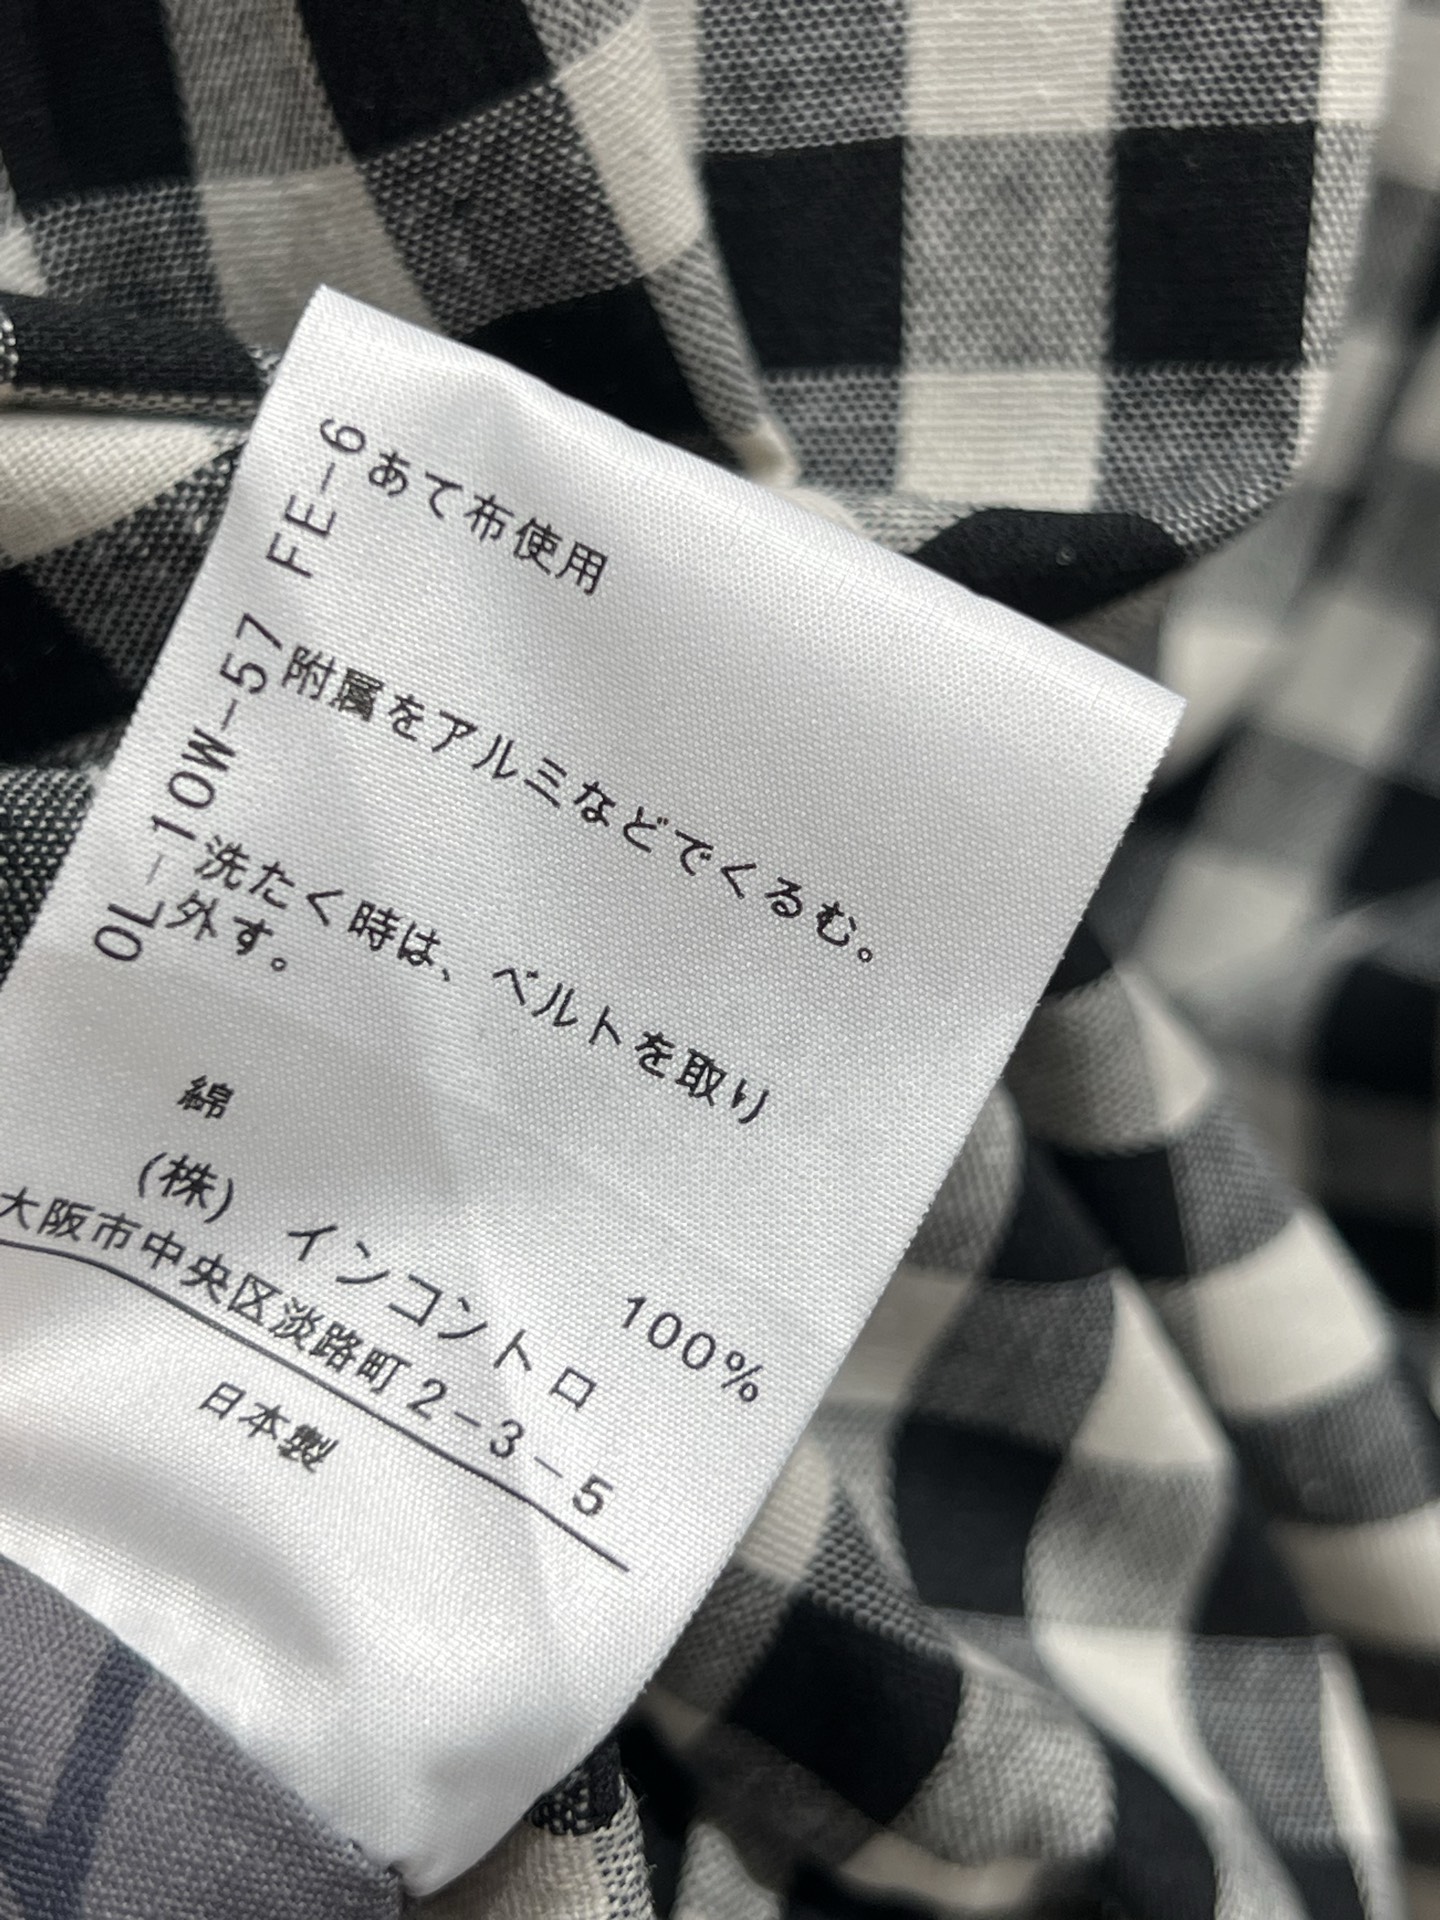 あて布使用
附属をアルミなどでくるむ。
洗たく時は、ベルトを取り
外す。
OL-10W-57 FE-6
綿 100%
(株) インコントロ
大阪市中央区淡路町2-3-5
日本製